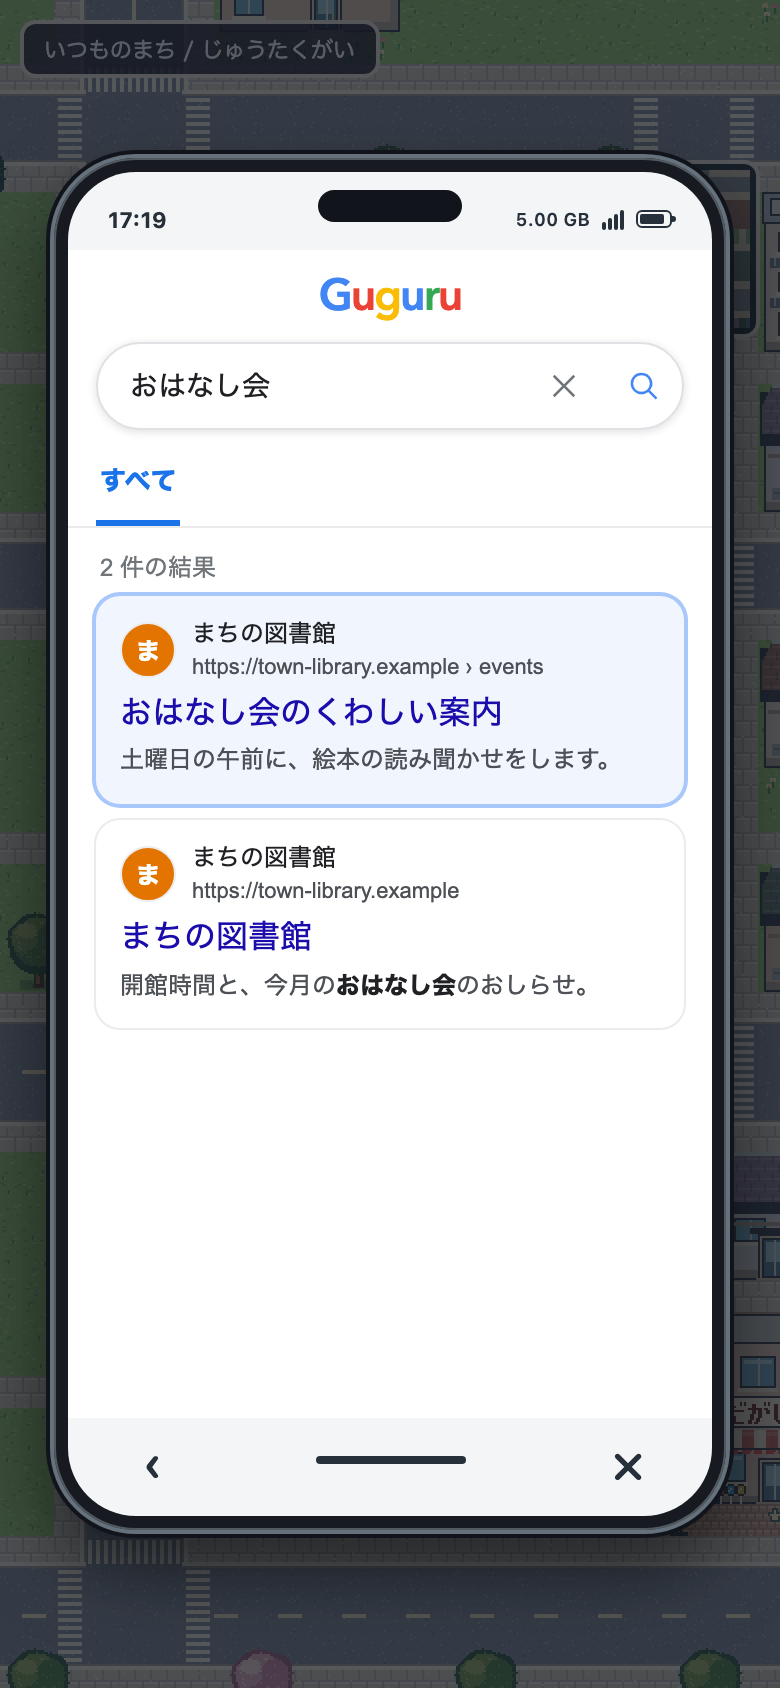 いつものまち / じゅうたくがい
17:19
5.00 GB
Guguru
おはなし会
すべて
2 件の結果
ま
まちの図書館
https://town-library.example › events
おはなし会のくわしい案内
土曜日の午前に、絵本の読み聞かせをします。
ま
まちの図書館
https://town-library.example
まちの図書館
開館時間と、今月のおはなし会のおしらせ。
だがし